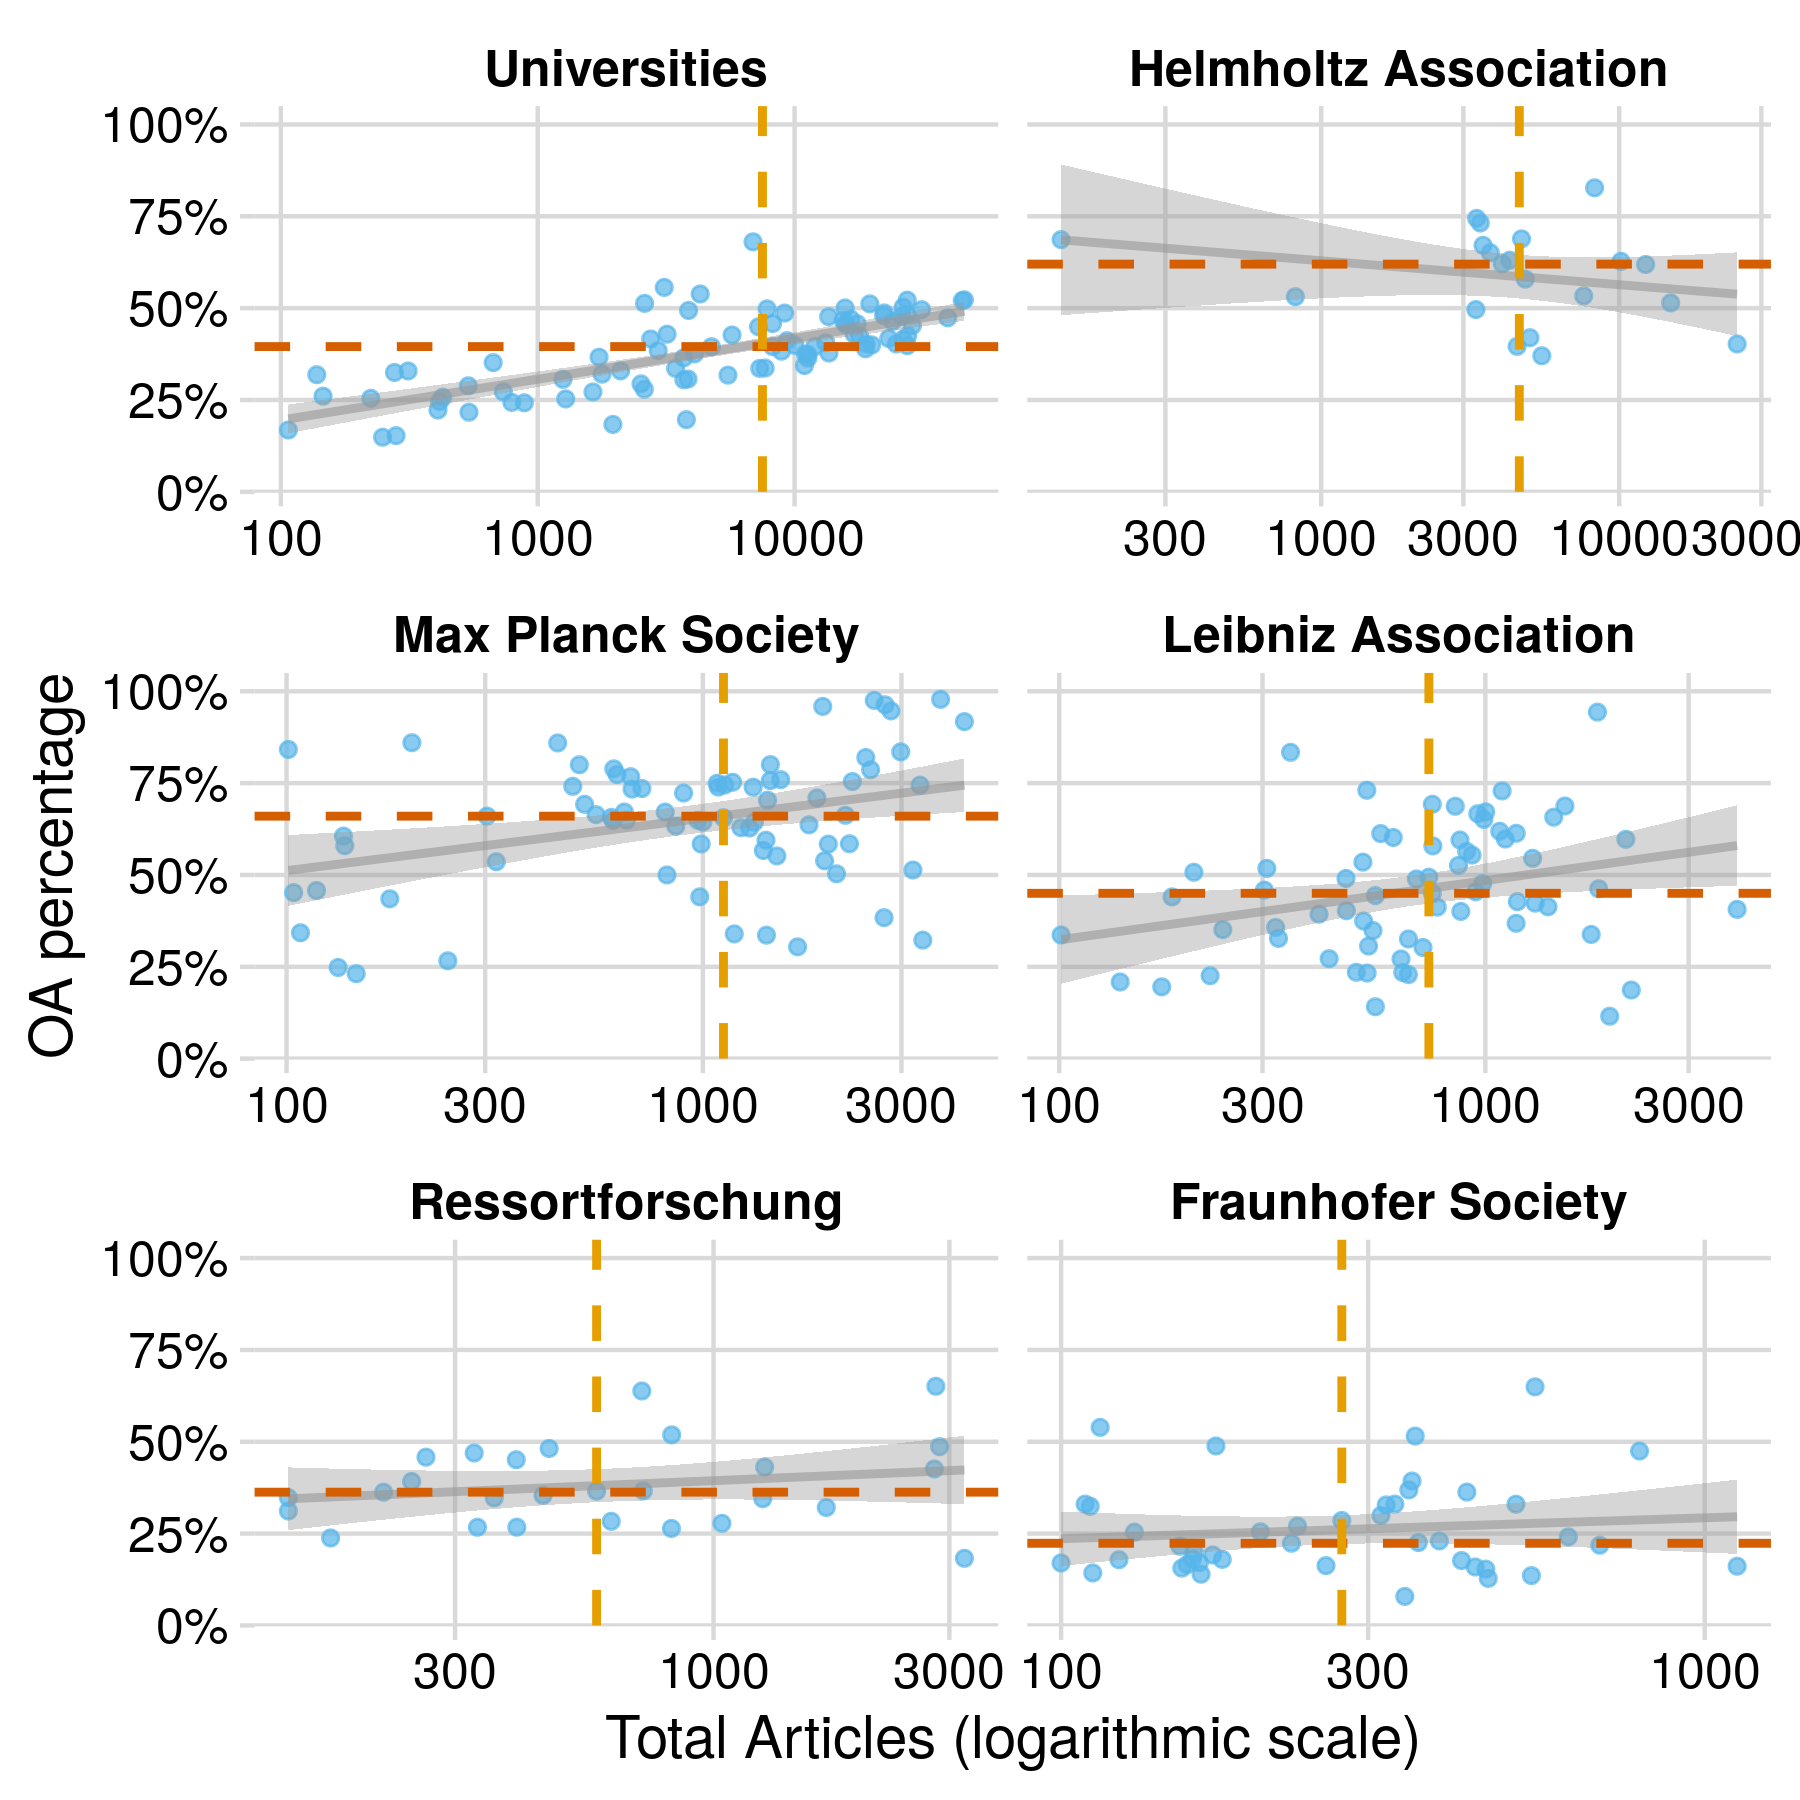 Universities
Helmholtz Association
100%
75%
50%
25%
0%
100 1000 10000
300 1000 3000 10000 3000
Max Planck Society
Leibniz Association
OA percentage
100%
75%
50%
25%
0%
100 300 1000 3000
100 300 1000 3000
Ressortforschung
Fraunhofer Society
100%
75%
50%
25%
0%
300 1000 3000
100 300 1000
Total Articles (logarithmic scale)